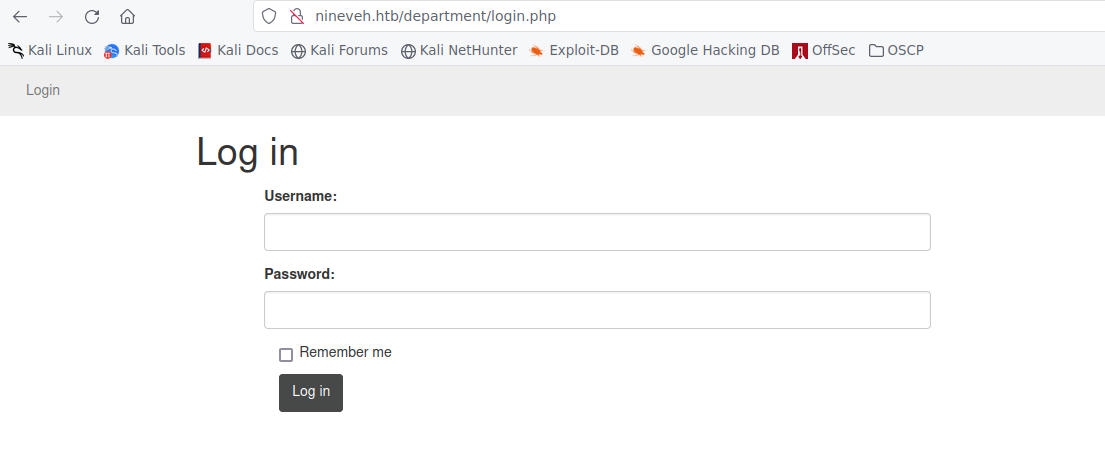 nineveh.htb/department/login.php
Kali Linux Kali Tools Kali Docs Kali Forums Kali NetHunter Exploit-DB Google Hacking DB OffSec OSCP
Login
Log in
Username:
Password:
Remember me
Log in